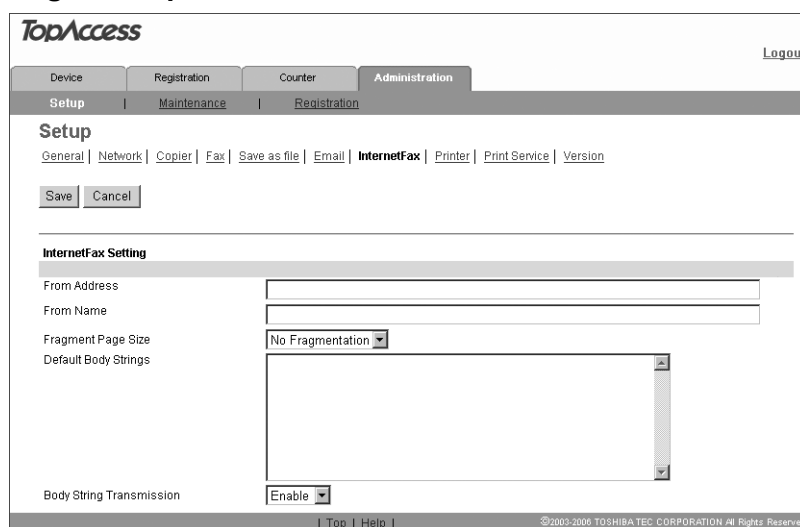 TopAccess
Logou
Device Registration Counter Administration
Setup | Maintenance | Registration
Setup
General | Network | Copier | Fax | Save as file | Email | InternetFax | Printer | Print Service | Version
Save Cancel
InternetFax Setting
From Address
From Name
Fragment Page Size No Fragmentation
Default Body Strings
Body String Transmission Enable
| Top | Help | ©2003-2006 TOSHIBA TEC CORPORATION All Rights Reserve